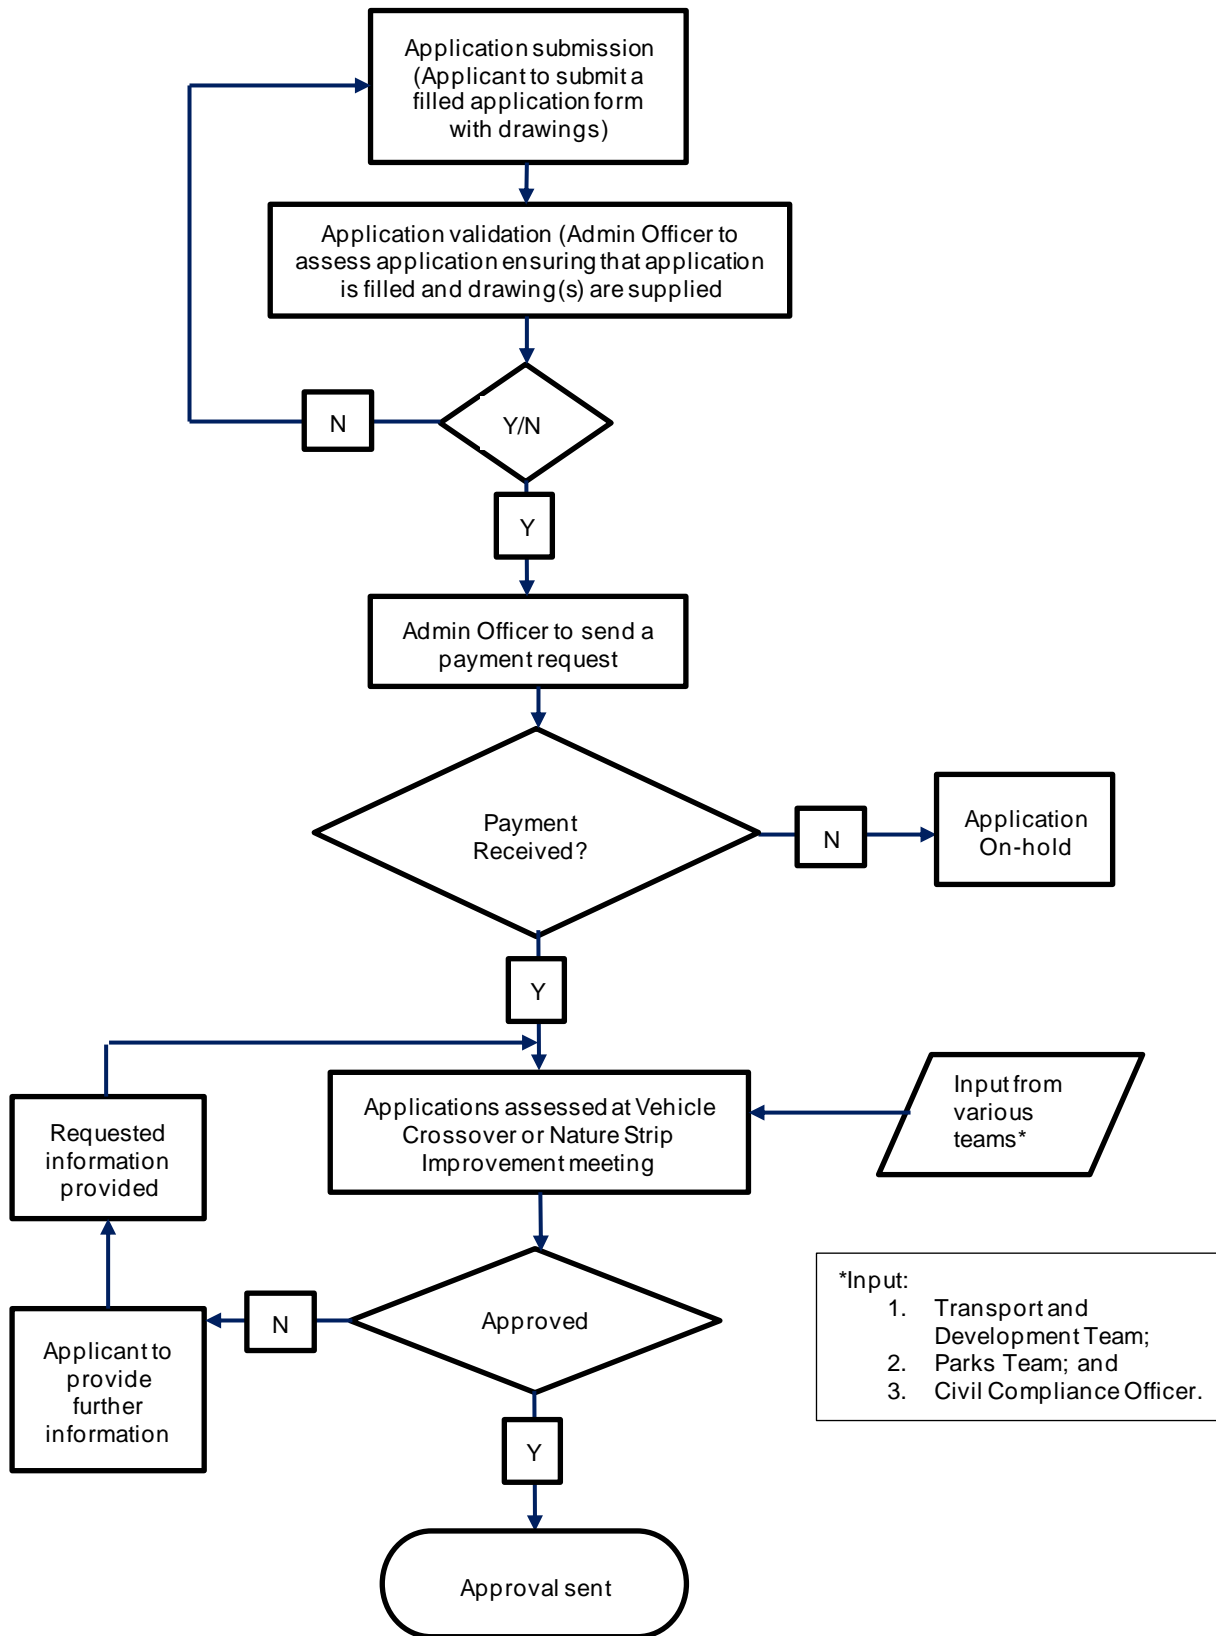 Application submission
(Applicant to submit a
filled application form
with drawings)
Application validation (Admin Officer to
assess application ensuring that application
is filled and drawing(s) are supplied
Y/N
N
Y
Admin Officer to send a
payment request
Payment
Received?
N
Application
On-hold
Y
Input from
various
teams*
Applications assessed at Vehicle
Crossover or Nature Strip
Improvement meeting
Requested
information
provided
Approved
N
Applicant to
provide
further
information
*Input:
1. Transport and
Development Team;
2. Parks Team; and
3. Civil Compliance Officer.
Y
Approval sent